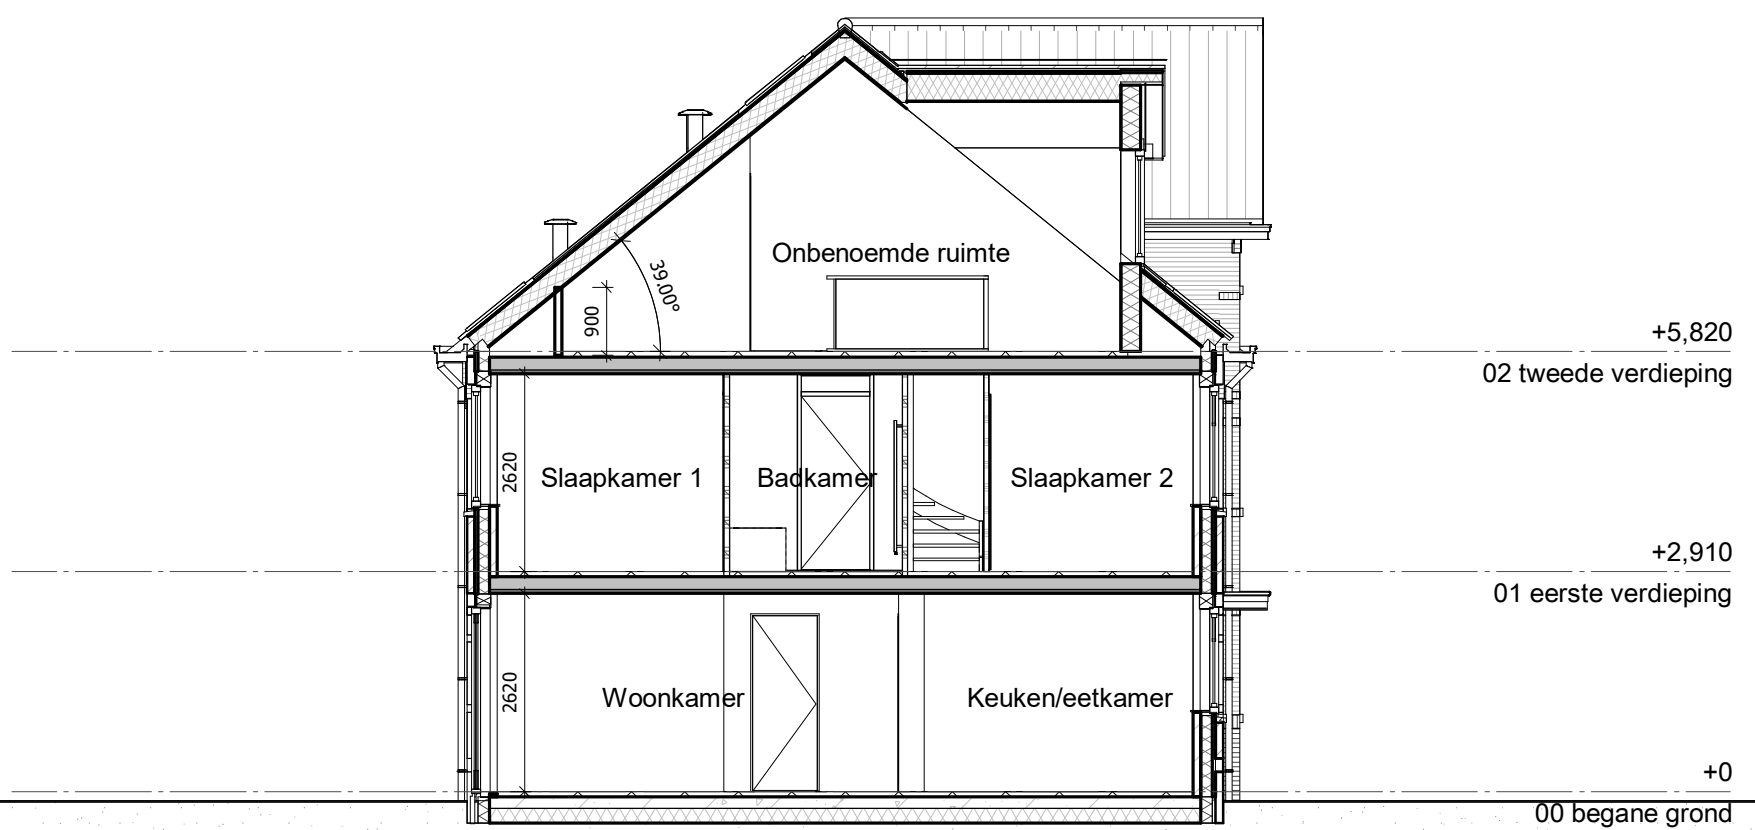 Onbenoemde ruimte
39.00°
900
+5,820
02 tweede verdieping
2620
Slaapkamer 1
Badkamer
Slaapkamer 2
+2,910
01 eerste verdieping
2620
Woonkamer
Keuken/eetkamer
+0
00 begane grond